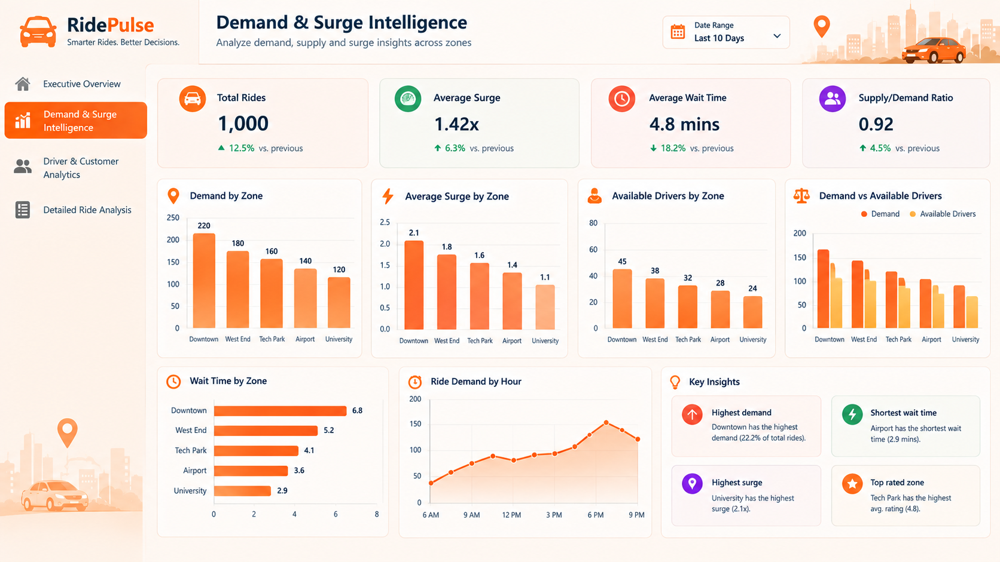 RidePulse
Smarter Rides. Better Decisions.
Demand & Surge Intelligence
Analyze demand, supply and surge insights across zones
Date Range
Last 10 Days
Executive Overview
Demand & Surge
Intelligence
Driver & Customer
Analytics
Detailed Ride Analysis
Total Rides
1,000
▲ 12.5% vs. previous
Average Surge
1.42x
↑ 6.3% vs. previous
Average Wait Time
4.8 mins
↓ 18.2% vs. previous
Supply/Demand Ratio
0.92
↑ 4.5% vs. previous
Demand by Zone
250
200
150
100
50
0
220
180
160
140
120
Downtown West End Tech Park Airport University
Average Surge by Zone
2.5
2.0
1.5
1.0
0.5
0.0
2.1
1.8
1.6
1.4
1.1
Downtown West End Tech Park Airport University
Available Drivers by Zone
80
60
40
20
0
45
38
32
28
24
Downtown West End Tech Park Airport University
Demand vs Available Drivers
Demand Available Drivers
200
150
100
50
0
Downtown West End Tech Park Airport University
Wait Time by Zone
Downtown 6.8
West End 5.2
Tech Park 4.1
Airport 3.6
University 2.9
0 2 4 6 8
Ride Demand by Hour
200
150
100
50
0
6 AM 9 AM 12 PM 3 PM 6 PM 9 PM
Key Insights
Highest demand
Downtown has the highest
demand (22.2% of total rides).
Shortest wait time
Airport has the shortest wait
time (2.9 mins).
Highest surge
University has the highest
surge (2.1x).
Top rated zone
Tech Park has the highest
avg. rating (4.8).